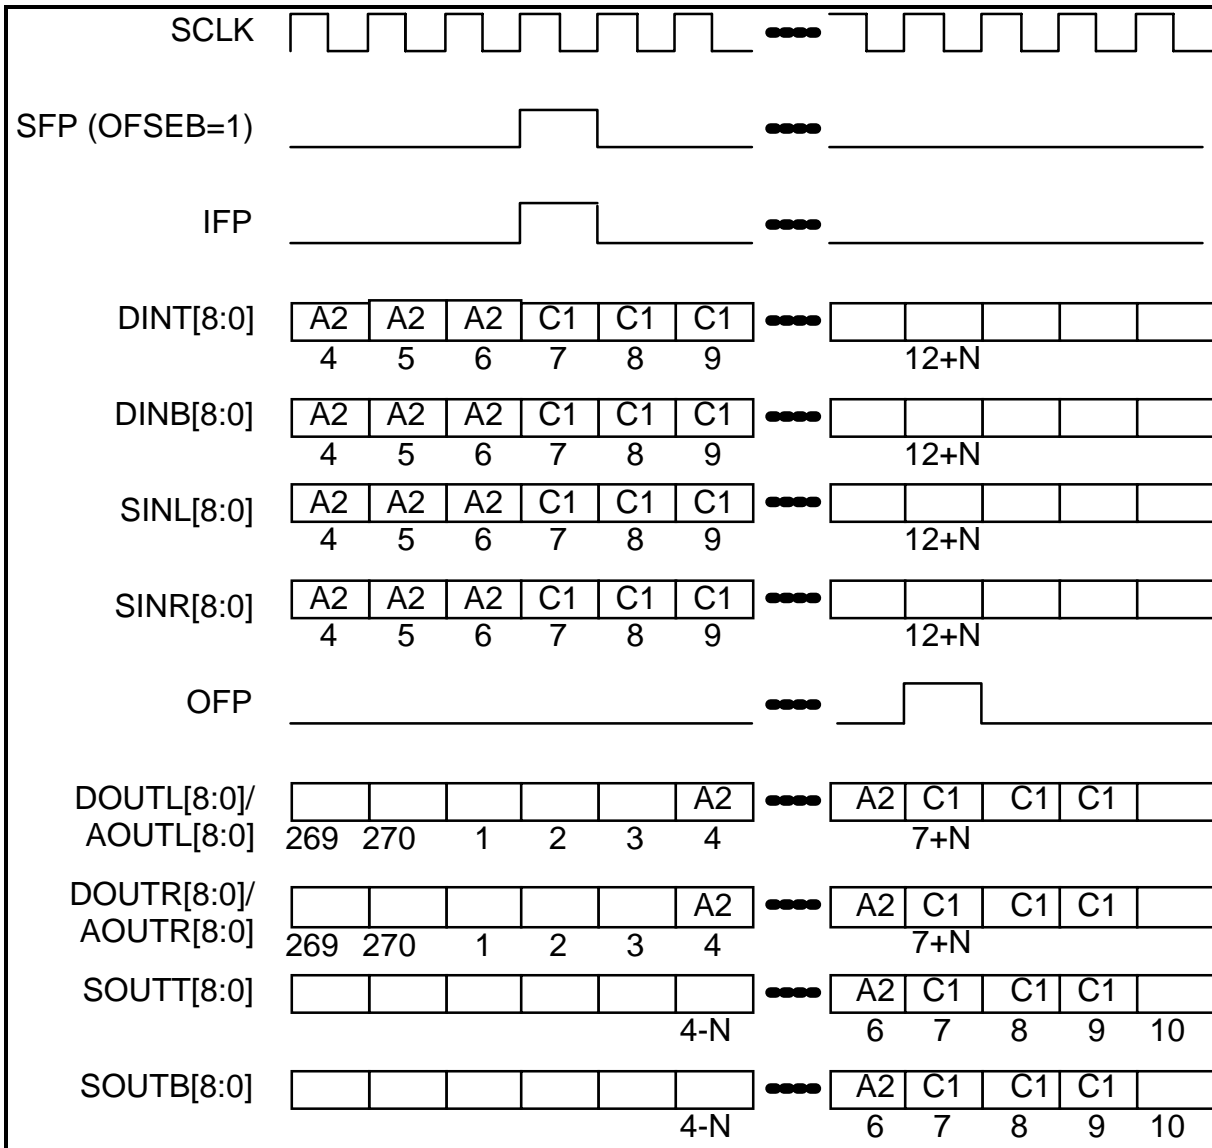 SCLK
SFP (OFSEB=1)
IFP
DINT[8:0] A2 A2 A2 C1 C1 C1
4 5 6 7 8 9 12+N
DINB[8:0] A2 A2 A2 C1 C1 C1
4 5 6 7 8 9 12+N
SINL[8:0] A2 A2 A2 C1 C1 C1
4 5 6 7 8 9 12+N
SINR[8:0] A2 A2 A2 C1 C1 C1
4 5 6 7 8 9 12+N
OFP
DOUTL[8:0]/ A2 A2 C1 C1 C1
AOUTL[8:0] 269 270 1 2 3 4 7+N
DOUTR[8:0]/ A2 A2 C1 C1 C1
AOUTR[8:0] 269 270 1 2 3 4 7+N
SOUTT[8:0] A2 C1 C1 C1
4-N 6 7 8 9 10
SOUTB[8:0] A2 C1 C1 C1
4-N 6 7 8 9 10